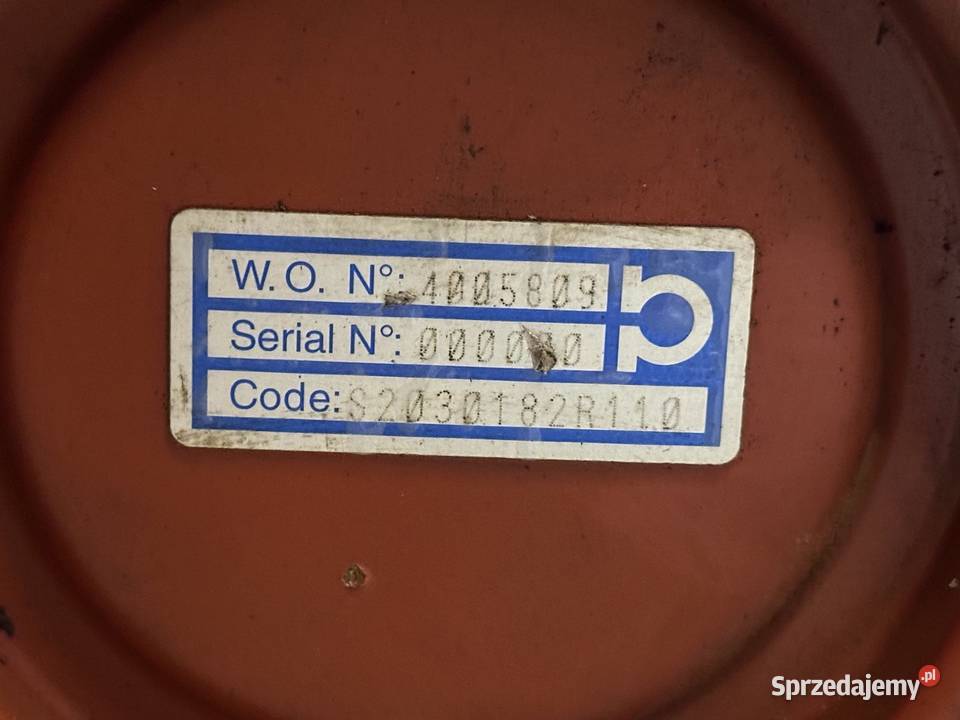 W.O. N°: 4005809
Serial N°:
Code: S2030182R110
b
Sprzedajemy.pl